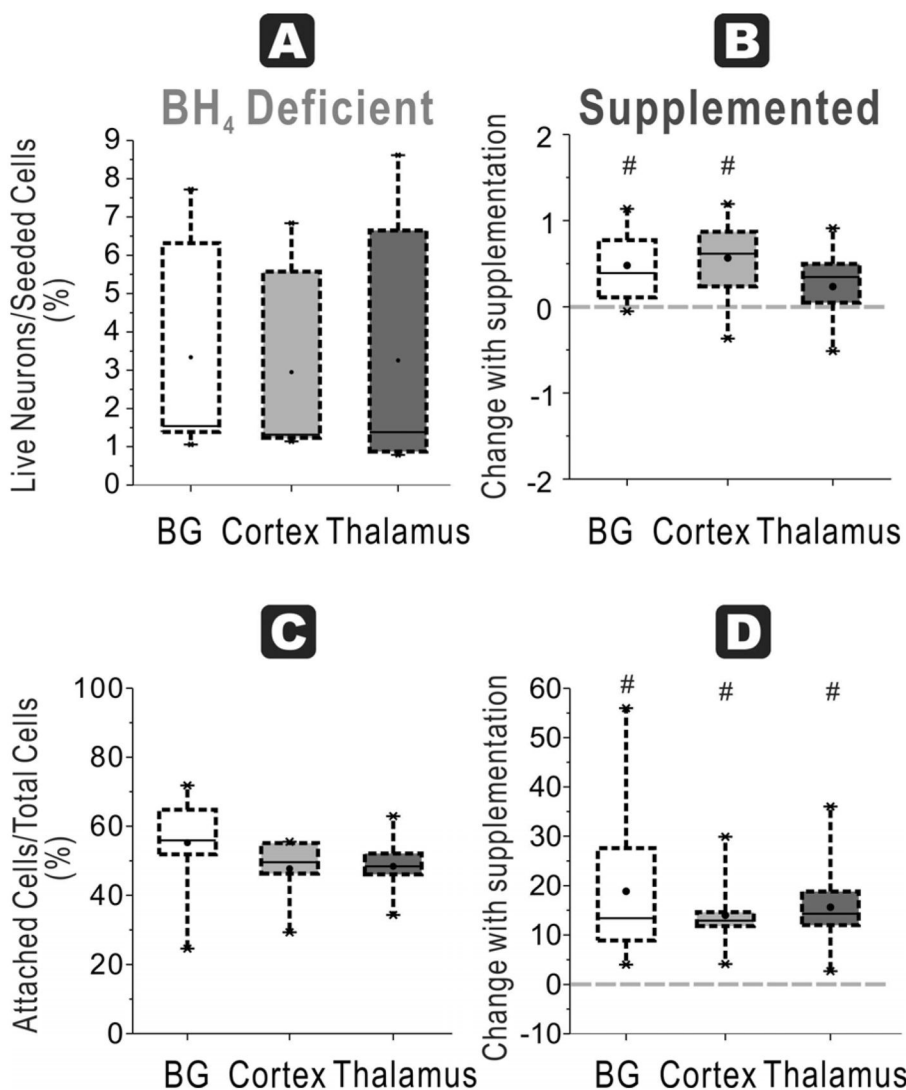 A
BH₄ Deficient
Live Neurons/Seeded Cells
(%)
9
8
7
6
5
4
3
2
1
0
BG Cortex Thalamus
B
Supplemented
Change with supplementation
2
1
0
1
-2
# #
BG Cortex Thalamus
C
Attached Cells/Total Cells
(%)
100
80
60
40
20
0
BG Cortex Thalamus
D
Change with supplementation
60
50
40
30
20
10
0
-10
# # #
BG Cortex Thalamus